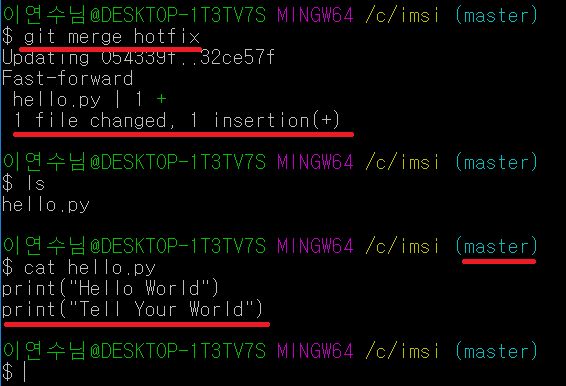 이연수님@DESKTOP-1T3TV7S MINGW64 /c/imsi (master)
$ git merge hotfix
Updating 054339f..32ce57f
Fast-forward
 hello.py | 1 +
 1 file changed, 1 insertion(+)
이연수님@DESKTOP-1T3TV7S MINGW64 /c/imsi (master)
$ ls
hello.py
이연수님@DESKTOP-1T3TV7S MINGW64 /c/imsi (master)
$ cat hello.py
print("Hello World")
print("Tell Your World")
이연수님@DESKTOP-1T3TV7S MINGW64 /c/imsi (master)
$